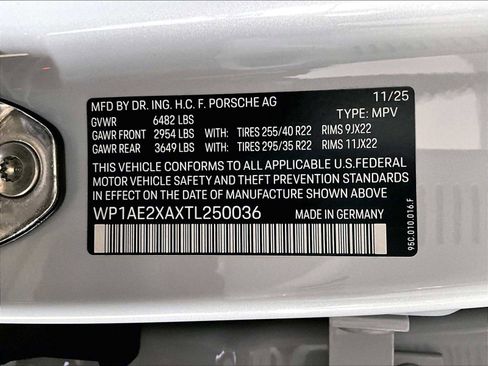 MFD BY DR. ING. H.C. F. PORSCHE AG 11/25
GVWR 6482 LBS TYPE: MPV
GAWR FRONT 2954 LBS WITH: TIRES 255/40 R22 RIMS 9JX22
GAWR REAR 3649 LBS WITH: TIRES 295/35 R22 RIMS 11JX22
THIS VEHICLE CONFORMS TO ALL APPLICABLE U.S.FEDERAL
MOTOR VEHICLE SAFETY AND THEFT PREVENTION STANDARDS
IN EFFECT ON THE DATE OF MANUFACTURE SHOWN ABOVE
WP1AE2XAXTL250036 MADE IN GERMANY
95C.010.016.F